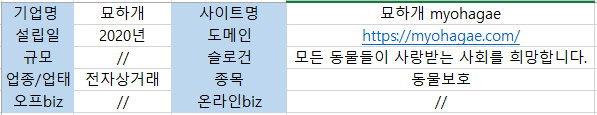 기업명 묘하개 사이트명 묘하개 myohagae
설립일 2020년 도메인 https://myohagae.com/
규모 // 슬로건 모든 동물들이 사랑받는 사회를 희망합니다.
업종/업태 전자상거래 종목 동물보호
오프biz // 온라인biz //